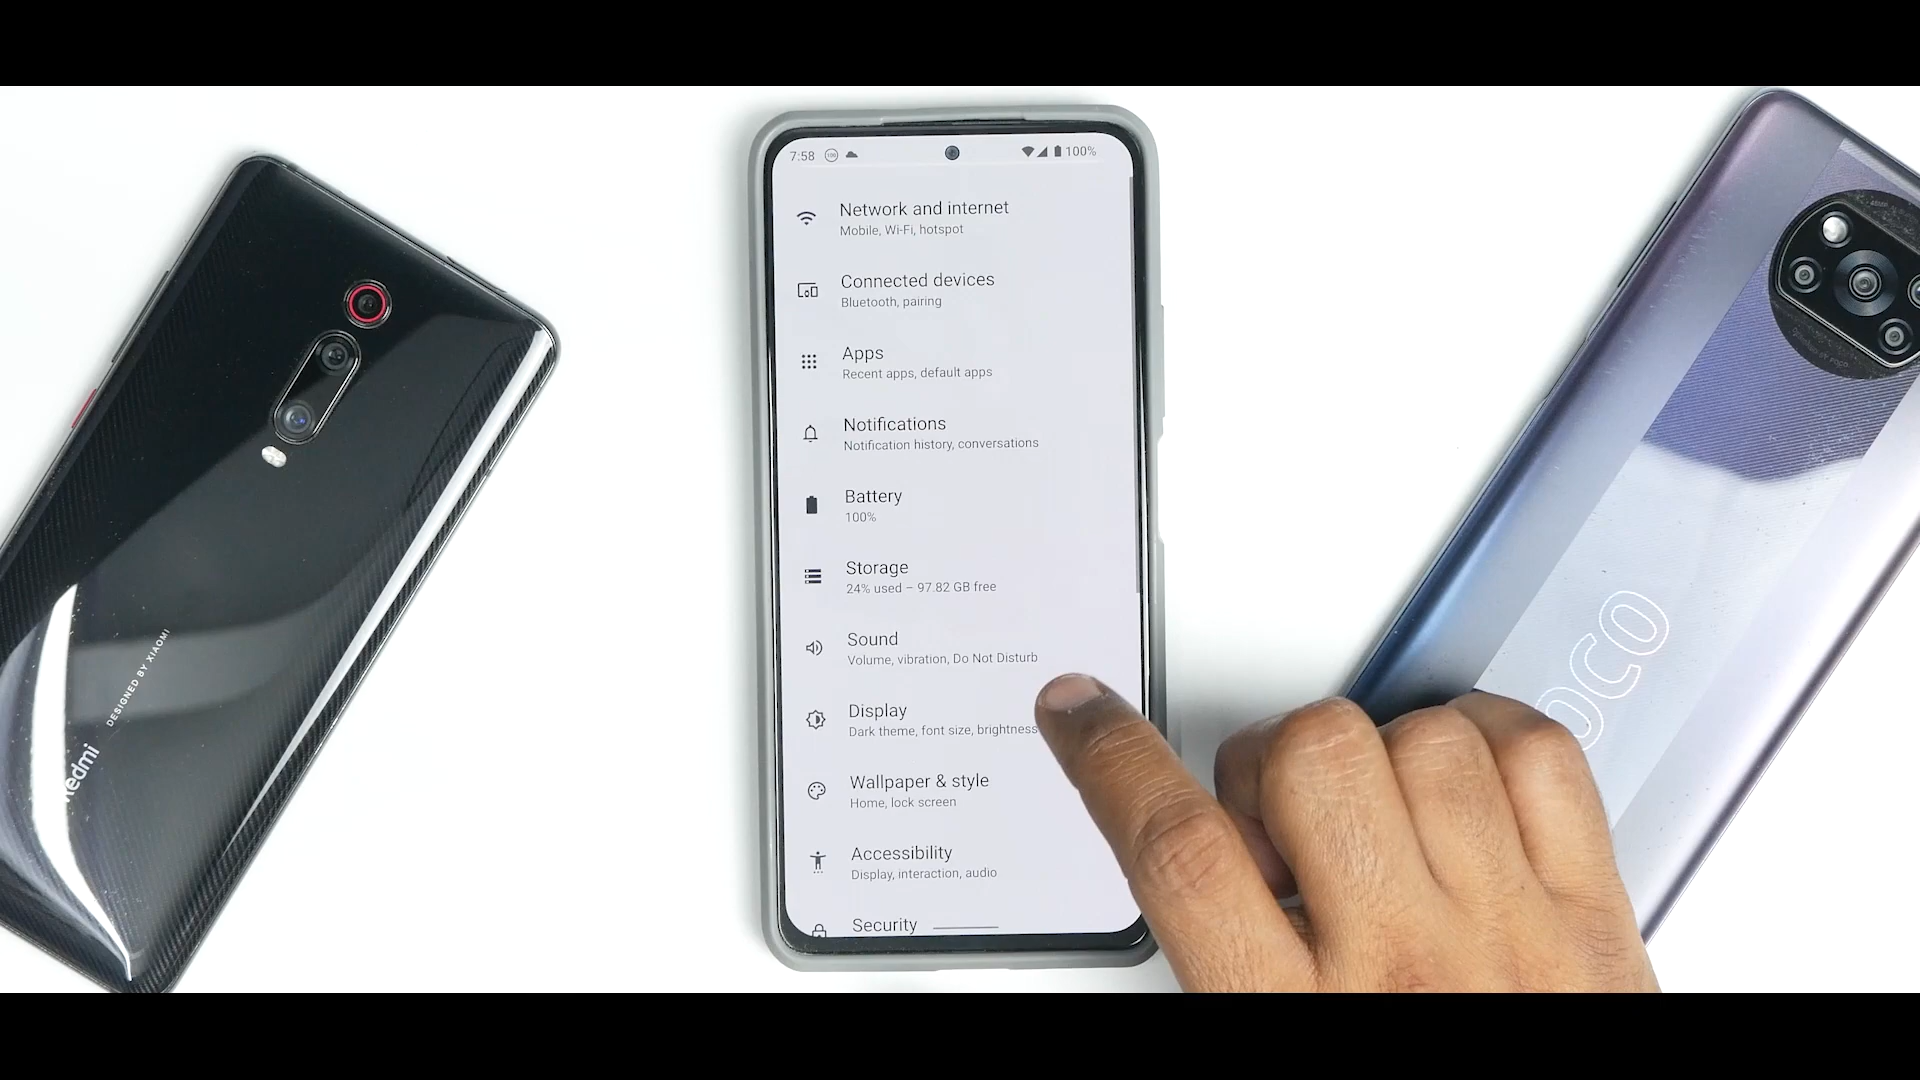 7:58
100%
Network and internet
Mobile, Wi-Fi, hotspot
Connected devices
Bluetooth, pairing
Apps
Recent apps, default apps
Notifications
Notification history, conversations
Battery
100%
Storage
24% used – 97.82 GB free
Sound
Volume, vibration, Do Not Disturb
Display
Dark theme, font size, brightness
Wallpaper & style
Home, lock screen
Accessibility
Display, interaction, audio
Security
Redmi
DESIGNED BY XIAOMI
OCO